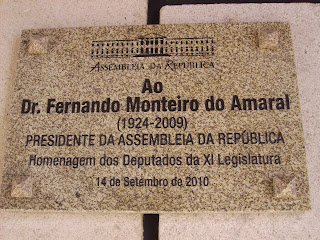 ASSEMBLEIA DA REPÚBLICA
Ao
Dr. Fernando Monteiro do Amaral
(1924-2009)
PRESIDENTE DA ASSEMBLEIA DA REPÚBLICA
Homenagem dos Deputados da XI Legislatura
14 de Setembro de 2010